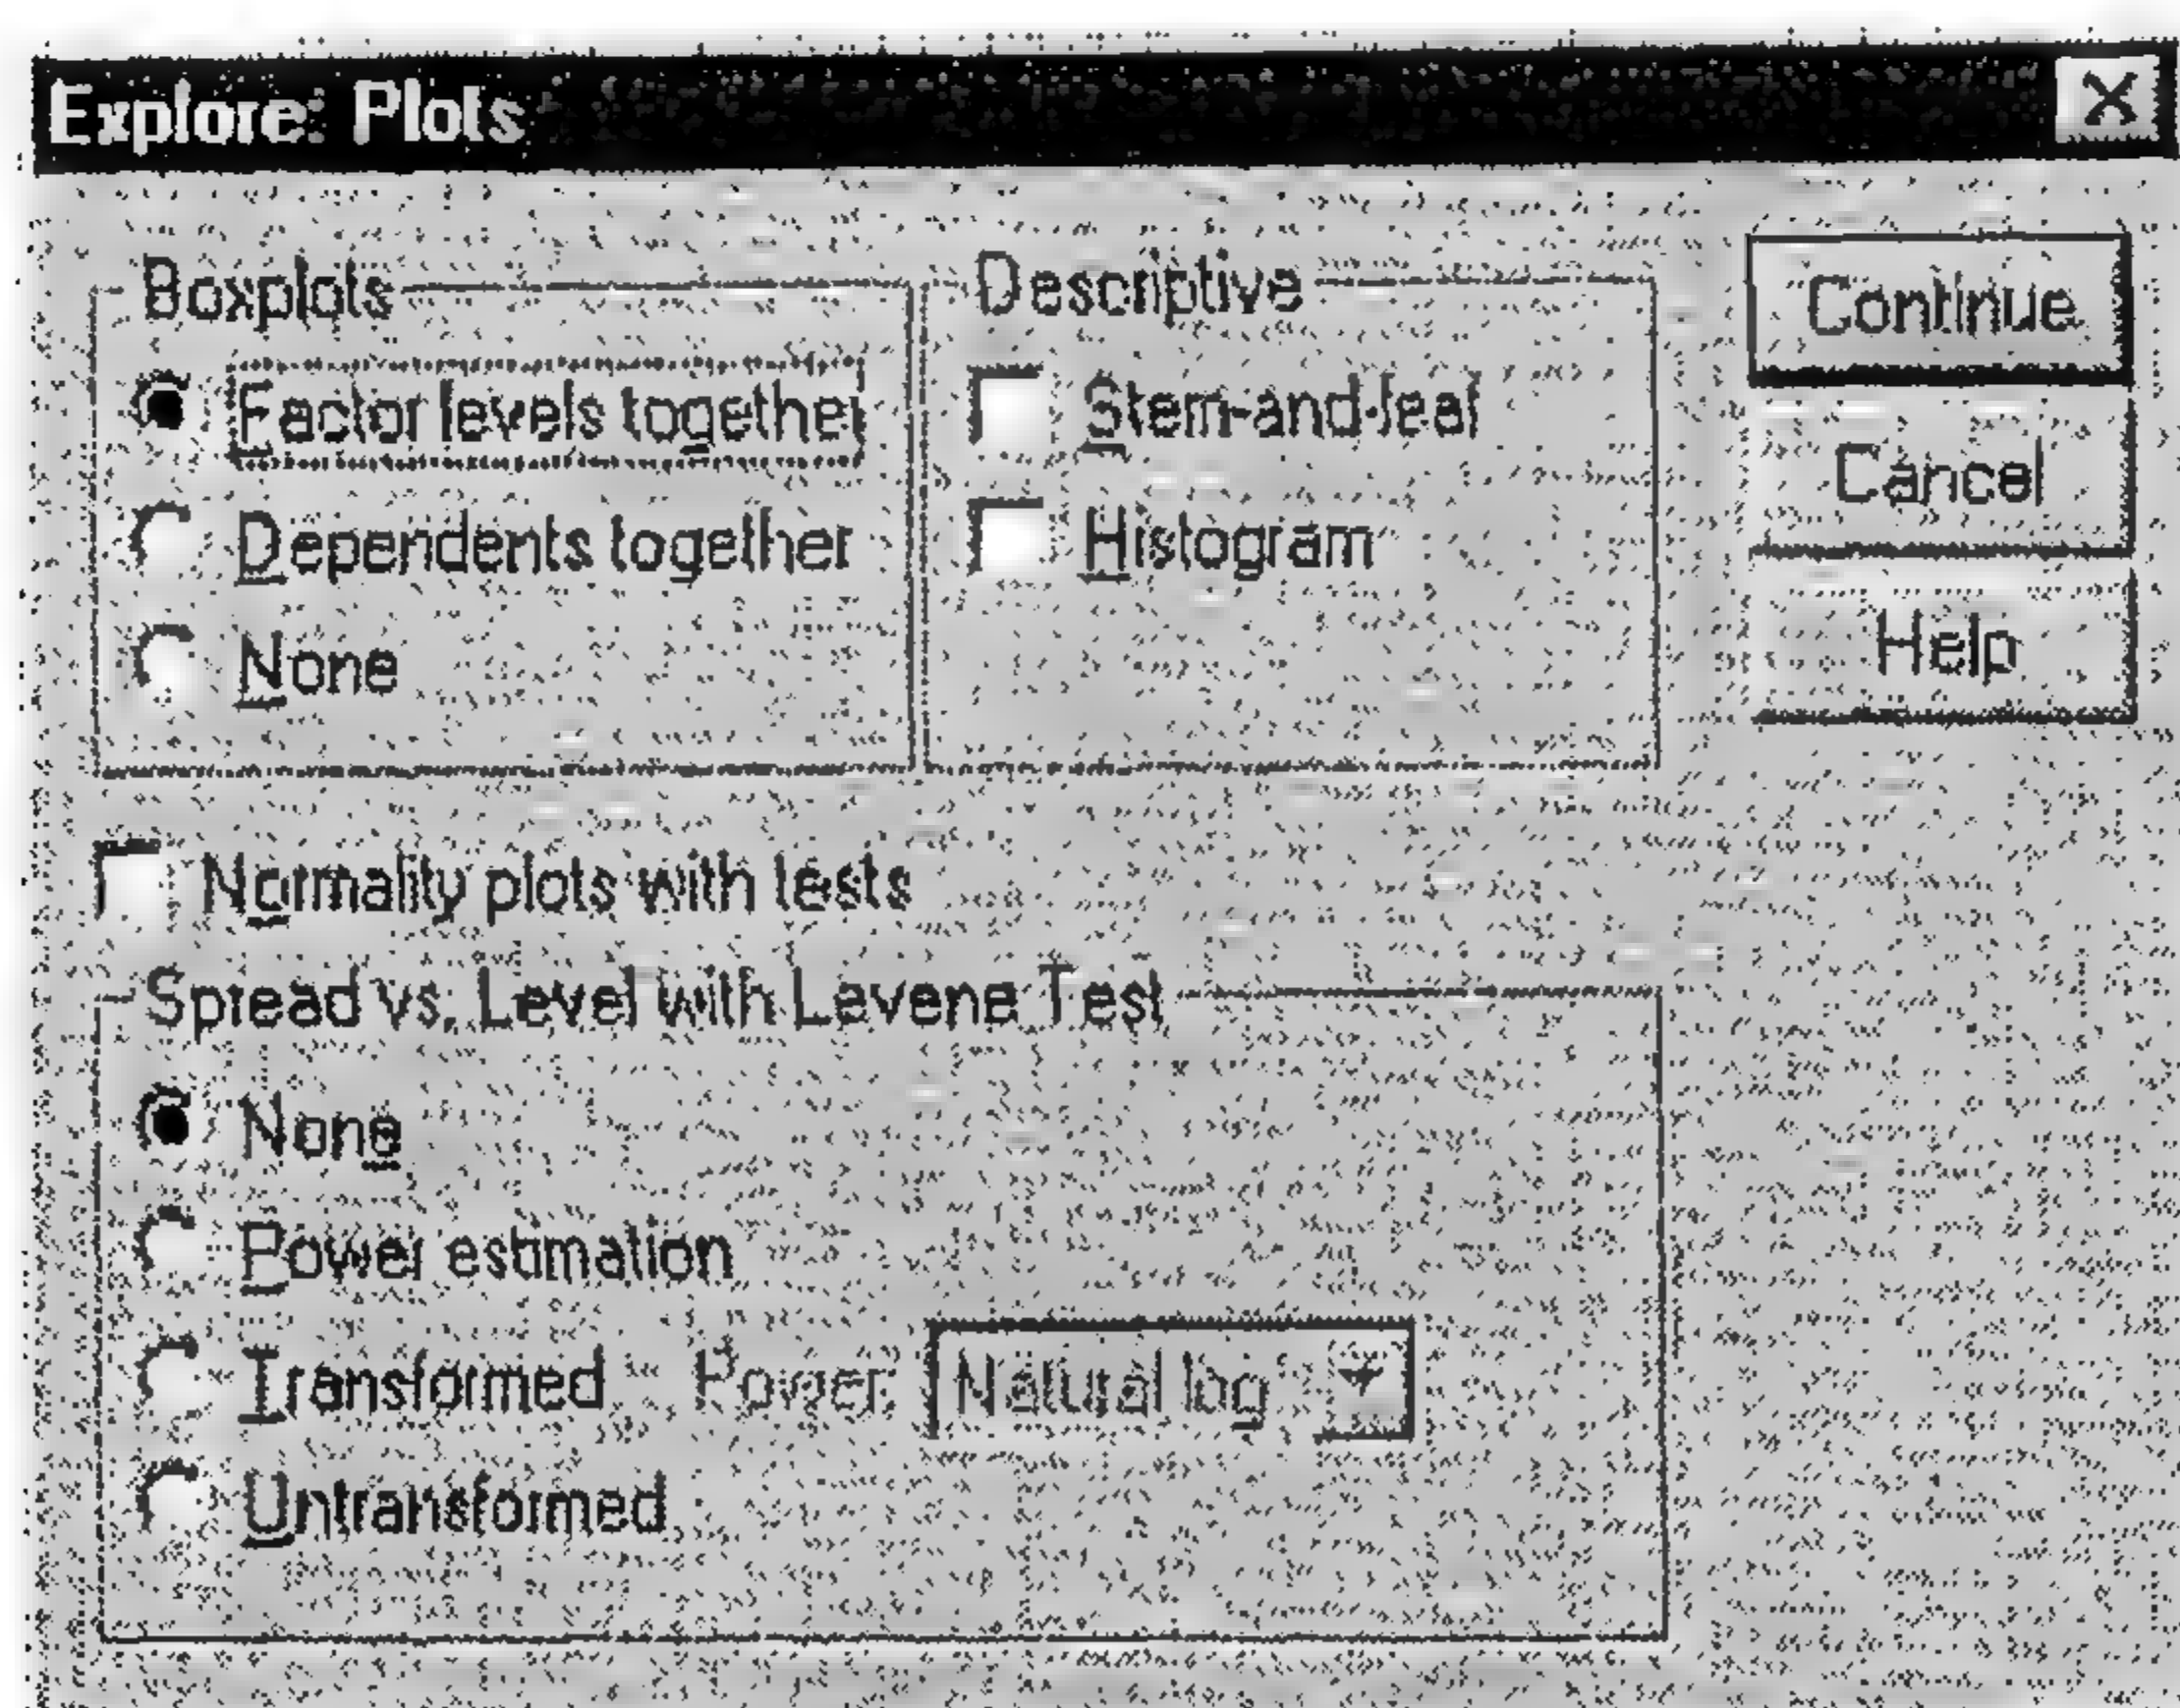 Explore: Plots
Boxplots
Factor levels together
Dependents together
None
Descriptive
Stem-and-leaf
Histogram
Continue
Cancel
Help
Normality plots with tests
Spread vs. Level with Levene Test
None
Power estimation
Transformed Power: Natural log
Untransformed